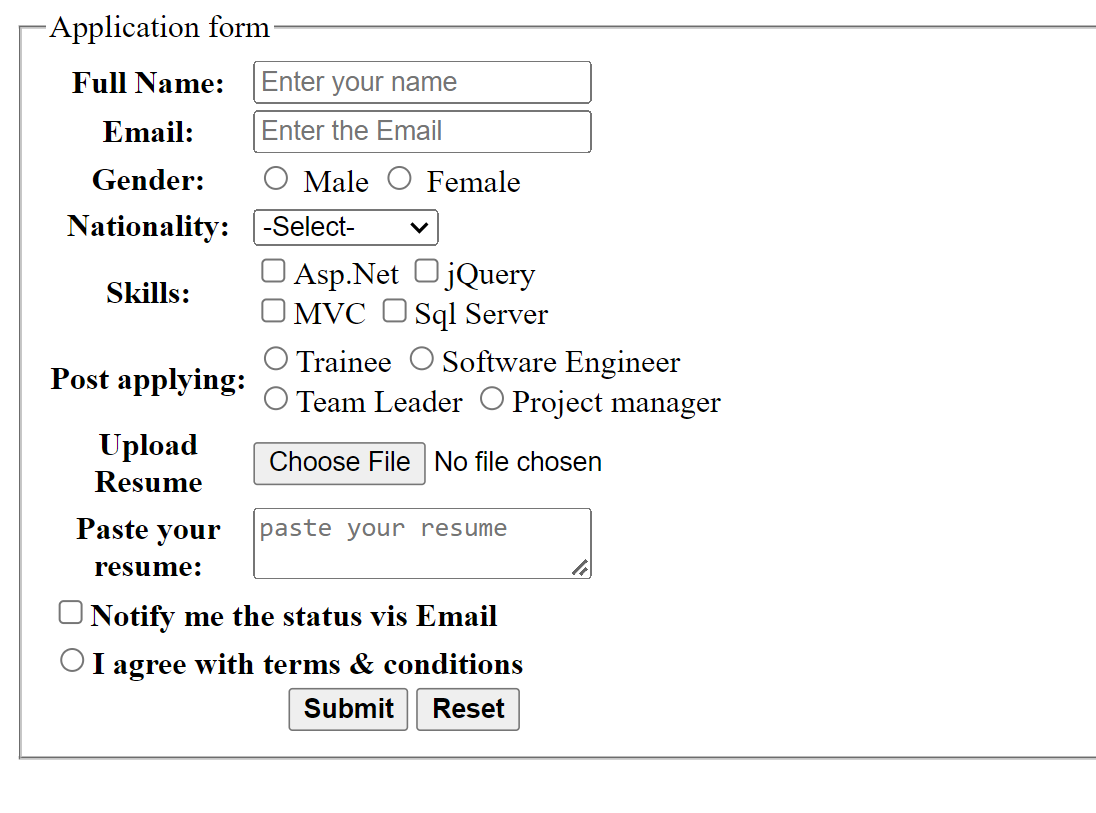 Application form
Full Name: Enter your name
Email: Enter the Email
Gender: Male Female
Nationality: -Select-
Asp.Net jQuery
Skills:
MVC Sql Server
Trainee Software Engineer
Post applying:
Team Leader Project manager
Upload
Resume
Choose File No file chosen
Paste your
resume:
paste your resume
Notify me the status vis Email
I agree with terms & conditions
Submit Reset